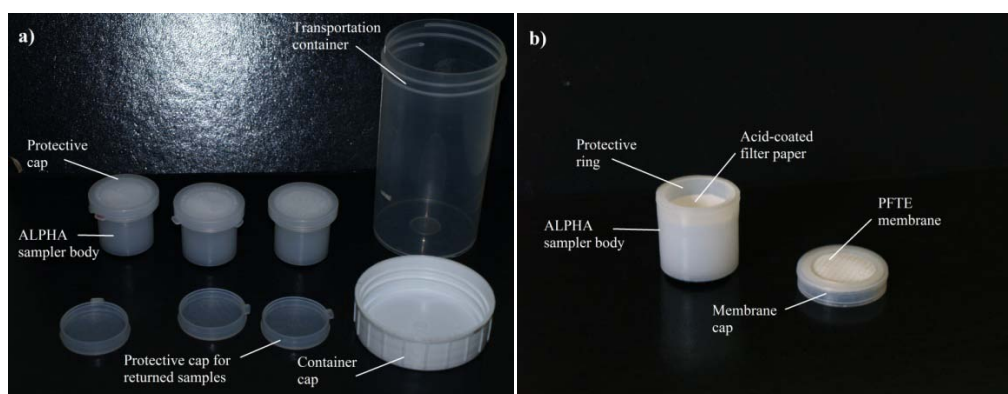 a)
Transportation
container
Protective
cap
ALPHA
sampler body
Protective cap for
returned samples
Container
cap
b)
Acid-coated
filter paper
Protective
ring
PFTE
membrane
ALPHA
sampler body
Membrane
cap